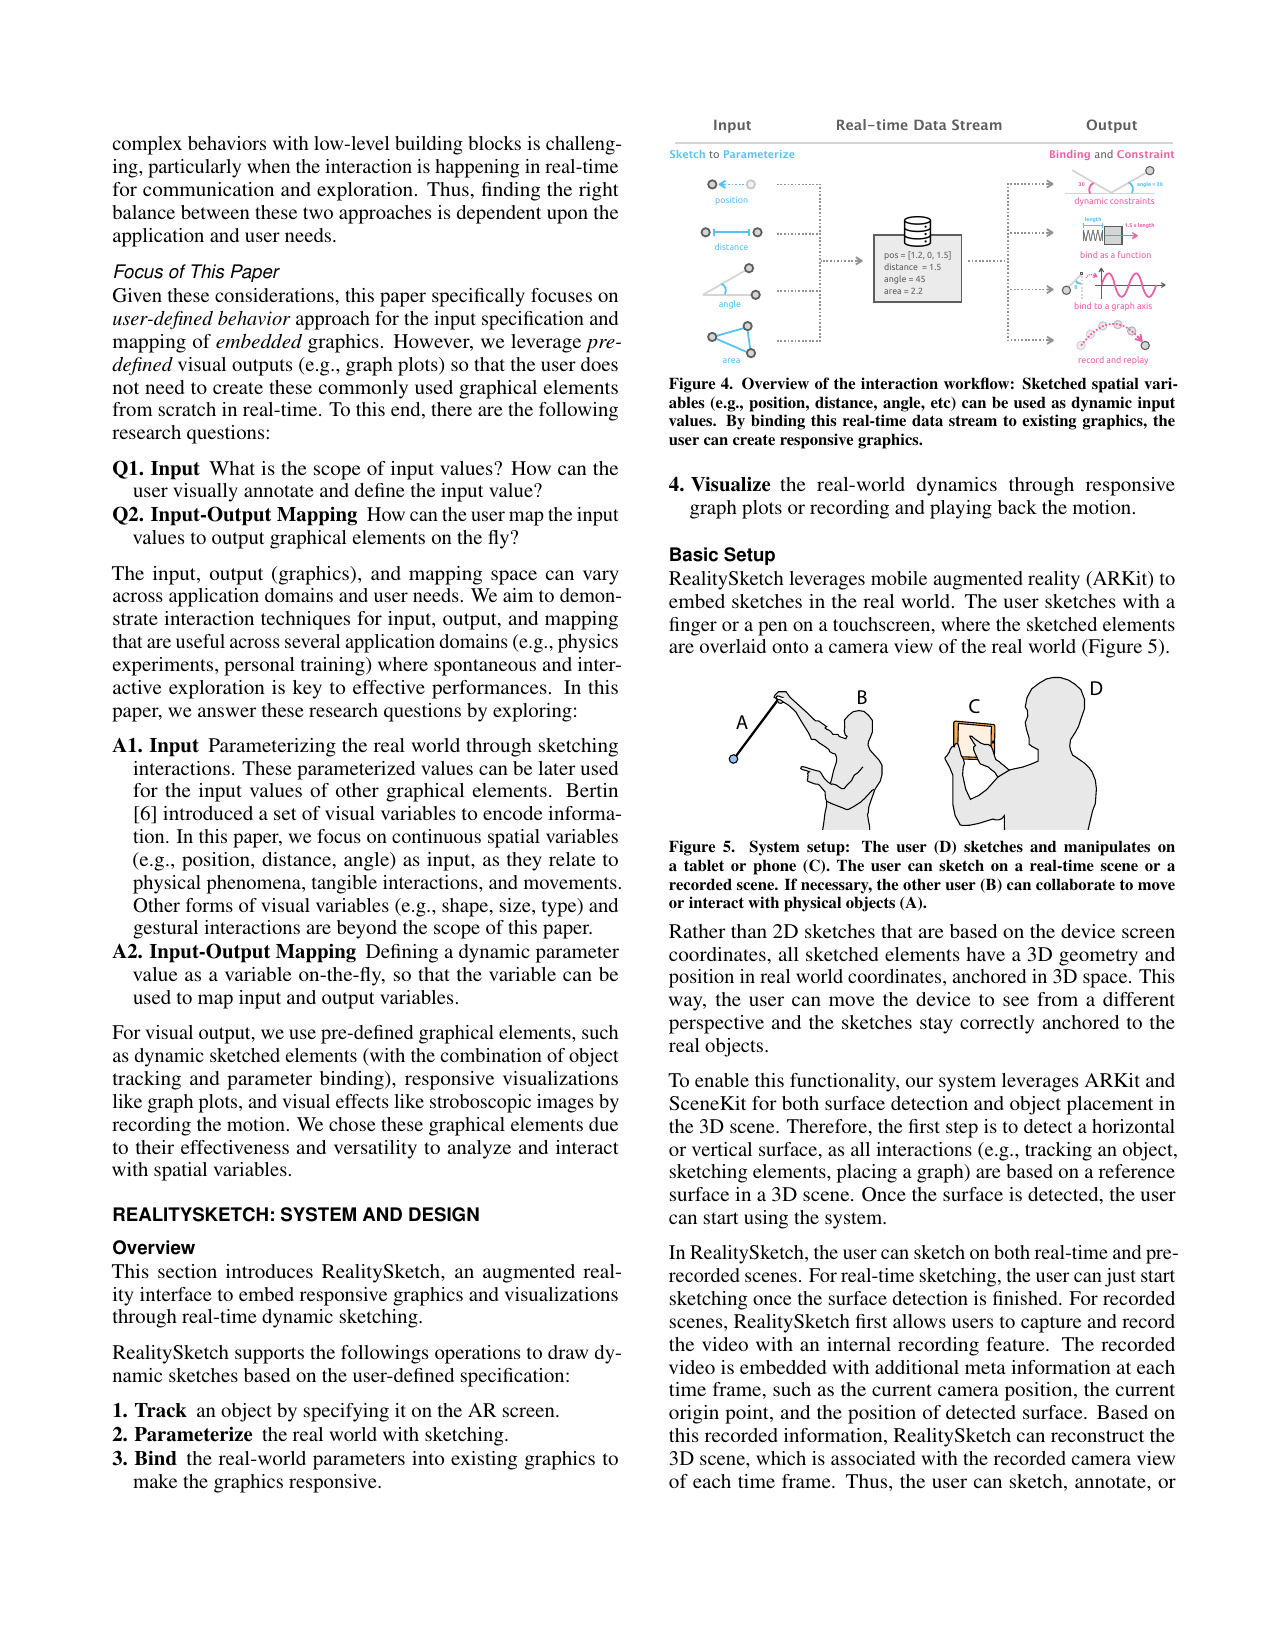 complex behaviors with low-level building blocks is challeng-
ing, particularly when the interaction is happening in real-time
for communication and exploration. Thus, finding the right
balance between these two approaches is dependent upon the
application and user needs.
Focus of This Paper
Given these considerations, this paper specifically focuses on
user-defined behavior approach for the input specification and
mapping of embedded graphics. However, we leverage pre-
defined visual outputs (e.g., graph plots) so that the user does
not need to create these commonly used graphical elements
from scratch in real-time. To this end, there are the following
research questions:
Q1. Input What is the scope of input values? How can the
user visually annotate and define the input value?
Q2. Input-Output Mapping How can the user map the input
values to output graphical elements on the fly?
The input, output (graphics), and mapping space can vary
across application domains and user needs. We aim to demon-
strate interaction techniques for input, output, and mapping
that are useful across several application domains (e.g., physics
experiments, personal training) where spontaneous and inter-
active exploration is key to effective performances. In this
paper, we answer these research questions by exploring:
A1. Input Parameterizing the real world through sketching
interactions. These parameterized values can be later used
for the input values of other graphical elements. Bertin
[6] introduced a set of visual variables to encode informa-
tion. In this paper, we focus on continuous spatial variables
(e.g., position, distance, angle) as input, as they relate to
physical phenomena, tangible interactions, and movements.
Other forms of visual variables (e.g., shape, size, type) and
gestural interactions are beyond the scope of this paper.
A2. Input-Output Mapping Defining a dynamic parameter
value as a variable on-the-fly, so that the variable can be
used to map input and output variables.
For visual output, we use pre-defined graphical elements, such
as dynamic sketched elements (with the combination of object
tracking and parameter binding), responsive visualizations
like graph plots, and visual effects like stroboscopic images by
recording the motion. We chose these graphical elements due
to their effectiveness and versatility to analyze and interact
with spatial variables.
REALITYSKETCH: SYSTEM AND DESIGN
Overview
This section introduces RealitySketch, an augmented real-
ity interface to embed responsive graphics and visualizations
through real-time dynamic sketching.
RealitySketch supports the followings operations to draw dy-
namic sketches based on the user-defined specification:
1. Track an object by specifying it on the AR screen.
2. Parameterize the real world with sketching.
3. Bind the real-world parameters into existing graphics to
make the graphics responsive.
Input Real-time Data Stream Output
Sketch to Parameterize Binding and Constraint
position
distance
angle
area
pos = [1.2, 0, 1.5]
distance = 1.5
angle = 45
area = 2.2
30 angle = 30
dynamic constraints
length
1.5 x length
bind as a function
bind to a graph axis
record and replay
Figure 4. Overview of the interaction workflow: Sketched spatial vari-
ables (e.g., position, distance, angle, etc) can be used as dynamic input
values. By binding this real-time data stream to existing graphics, the
user can create responsive graphics.
4. Visualize the real-world dynamics through responsive
graph plots or recording and playing back the motion.
Basic Setup
RealitySketch leverages mobile augmented reality (ARKit) to
embed sketches in the real world. The user sketches with a
finger or a pen on a touchscreen, where the sketched elements
are overlaid onto a camera view of the real world (Figure 5).
A B C D
Figure 5. System setup: The user (D) sketches and manipulates on
a tablet or phone (C). The user can sketch on a real-time scene or a
recorded scene. If necessary, the other user (B) can collaborate to move
or interact with physical objects (A).
Rather than 2D sketches that are based on the device screen
coordinates, all sketched elements have a 3D geometry and
position in real world coordinates, anchored in 3D space. This
way, the user can move the device to see from a different
perspective and the sketches stay correctly anchored to the
real objects.
To enable this functionality, our system leverages ARKit and
SceneKit for both surface detection and object placement in
the 3D scene. Therefore, the first step is to detect a horizontal
or vertical surface, as all interactions (e.g., tracking an object,
sketching elements, placing a graph) are based on a reference
surface in a 3D scene. Once the surface is detected, the user
can start using the system.
In RealitySketch, the user can sketch on both real-time and pre-
recorded scenes. For real-time sketching, the user can just start
sketching once the surface detection is finished. For recorded
scenes, RealitySketch first allows users to capture and record
the video with an internal recording feature. The recorded
video is embedded with additional meta information at each
time frame, such as the current camera position, the current
origin point, and the position of detected surface. Based on
this recorded information, RealitySketch can reconstruct the
3D scene, which is associated with the recorded camera view
of each time frame. Thus, the user can sketch, annotate, or